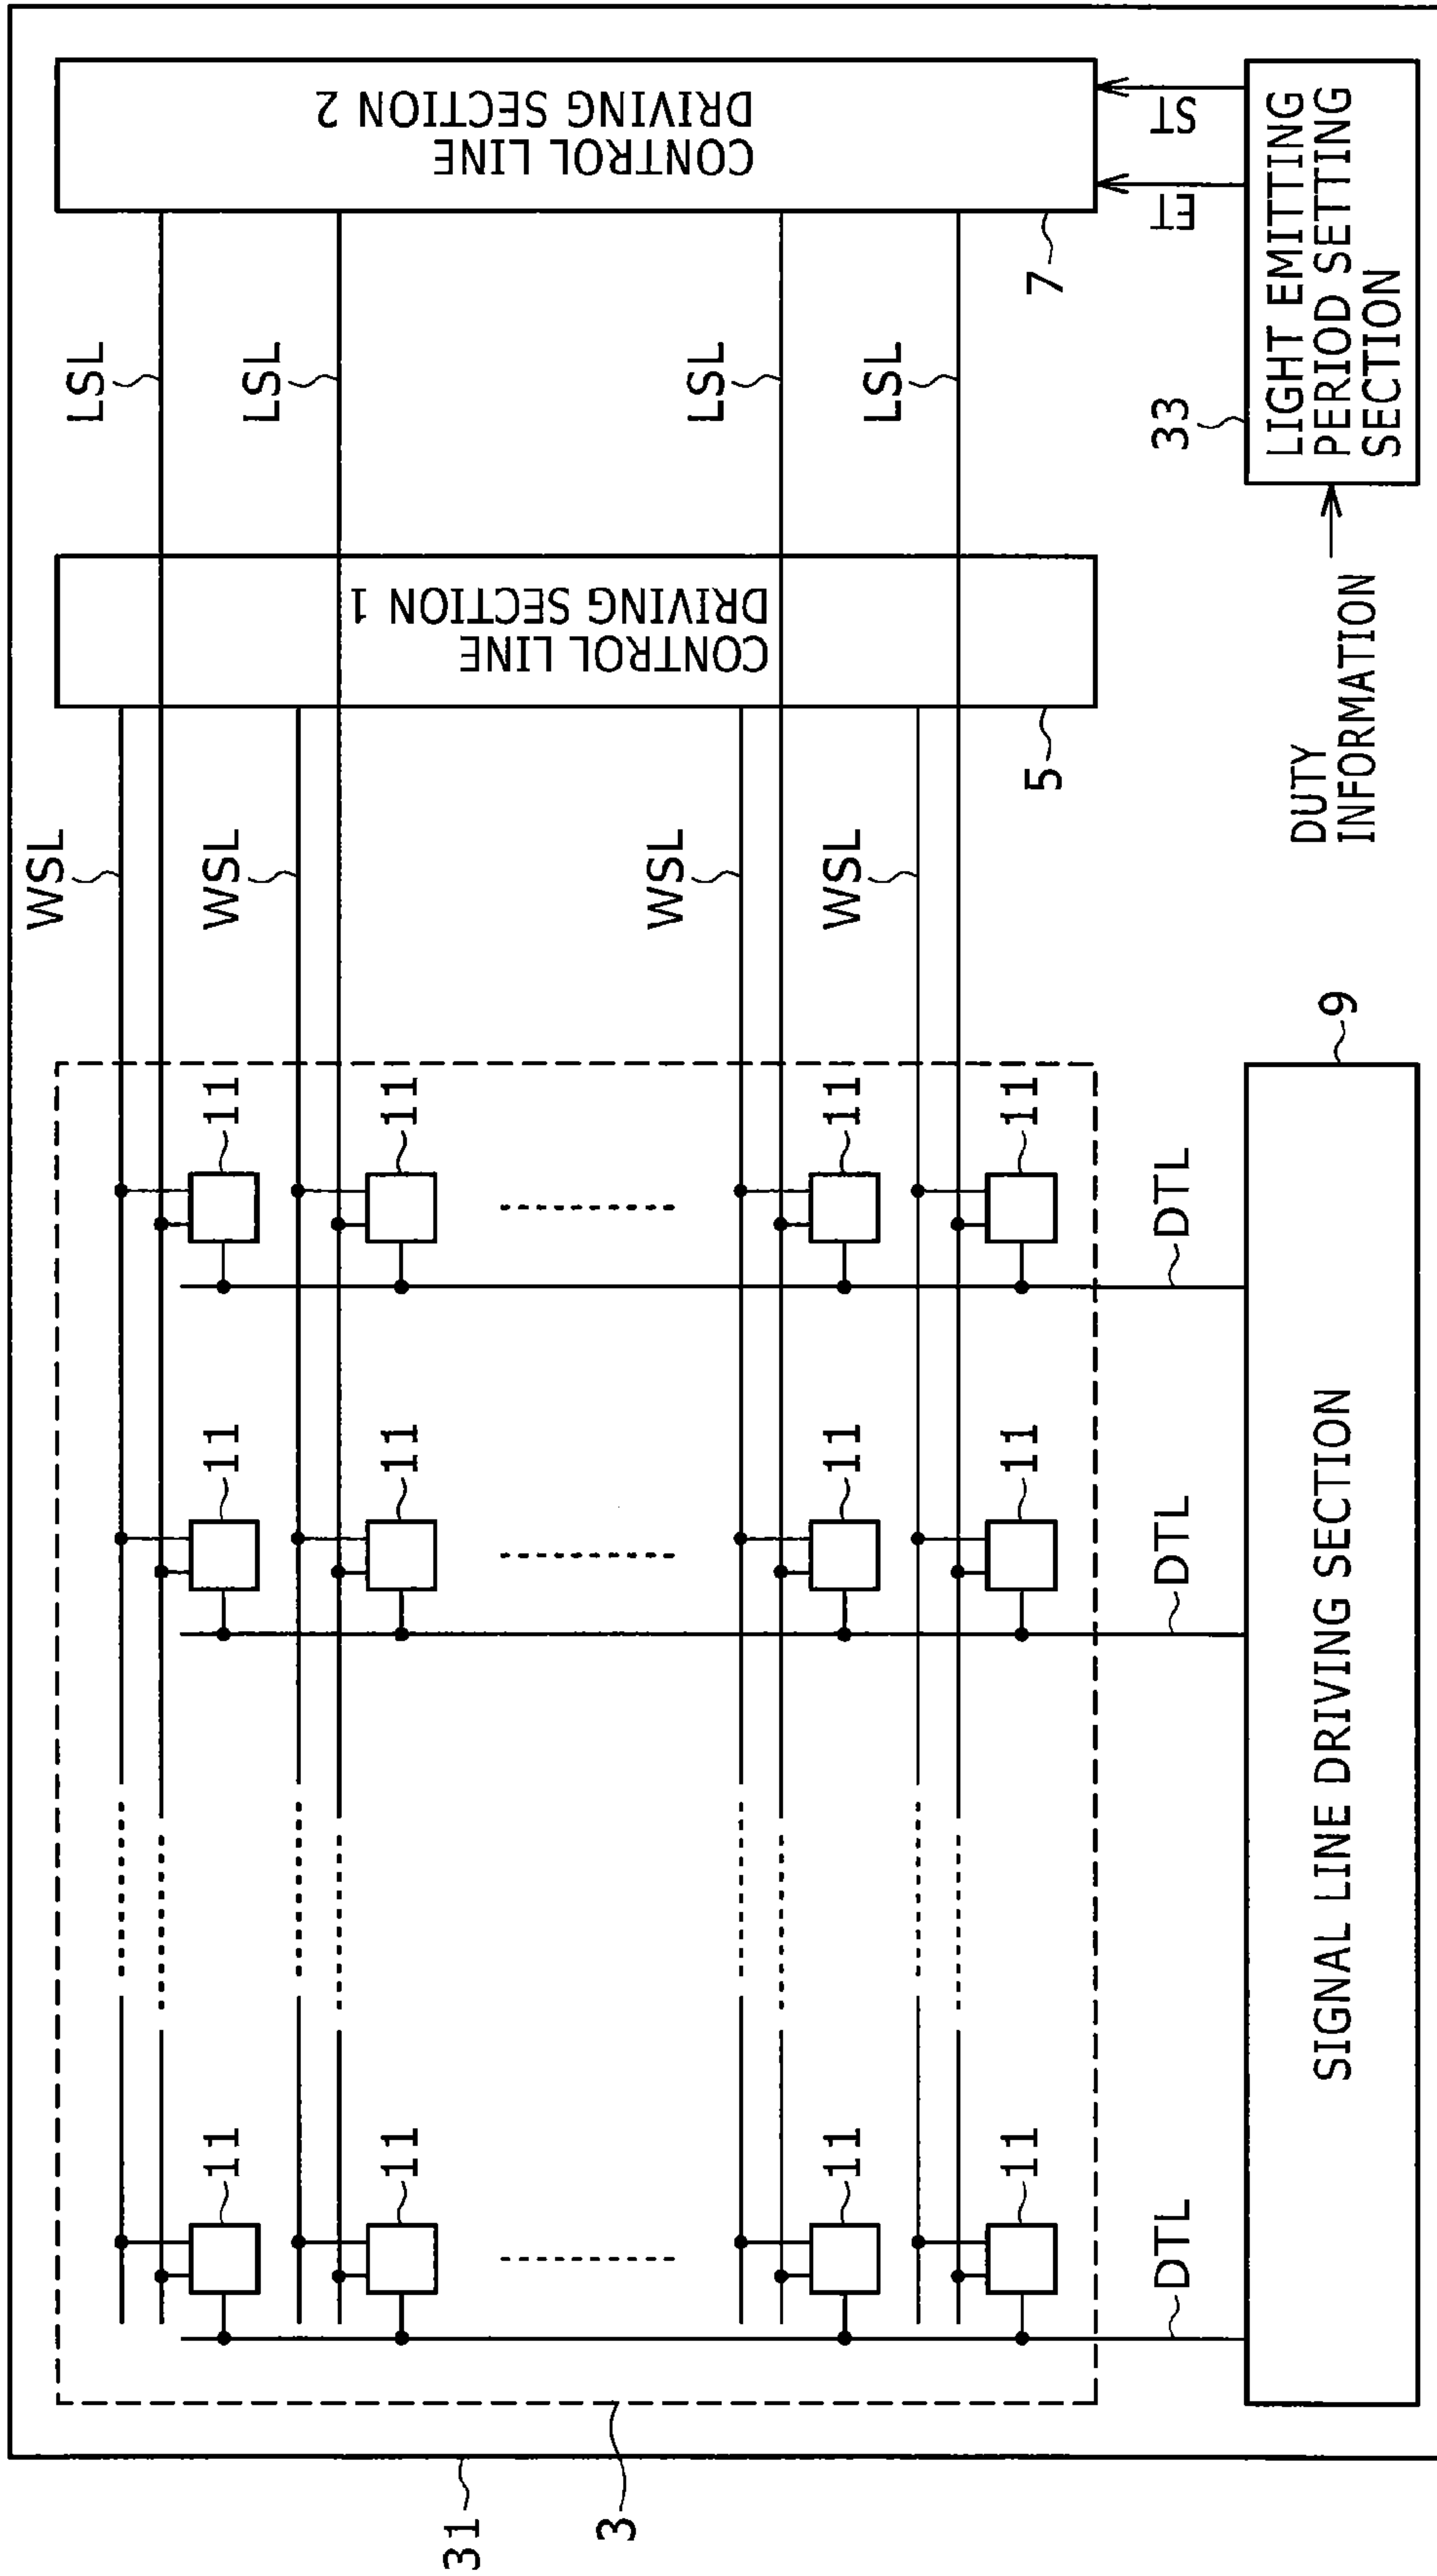 WSL
LSL
11
11
11
WSL
LSL
11
11
11
31
CONTROL LINE
DRIVING SECTION 1
CONTROL LINE
DRIVING SECTION 2
3
WSL
LSL
11
11
11
WSL
LSL
11
11
11
5
7
DTL
DTL
DTL
33
ET
ST
SIGNAL LINE DRIVING SECTION
9
DUTY
INFORMATION
LIGHT EMITTING
PERIOD SETTING
SECTION